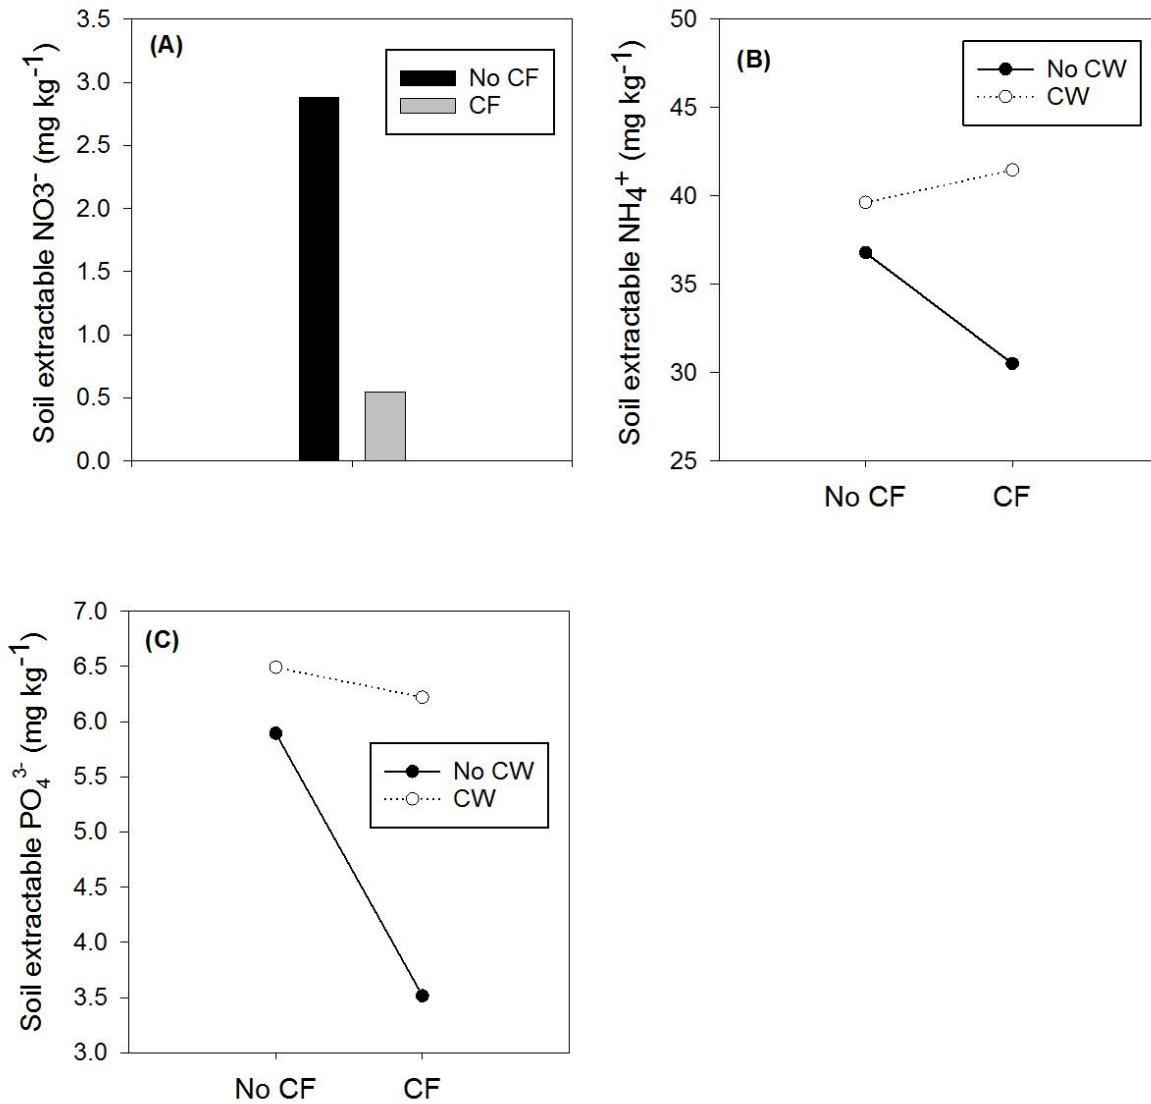 Soil extractable NO3⁻ (mg kg⁻¹)
3.5
3.0
2.5
2.0
1.5
1.0
0.5
0.0
(A)
No CF
CF
Soil extractable NH4⁺ (mg kg⁻¹)
50
45
40
35
30
25
(B)
No CW
CW
No CF
CF
Soil extractable PO₄³⁻ (mg kg⁻¹)
7.0
6.5
6.0
5.5
5.0
4.5
4.0
3.5
3.0
(C)
No CW
CW
No CF
CF